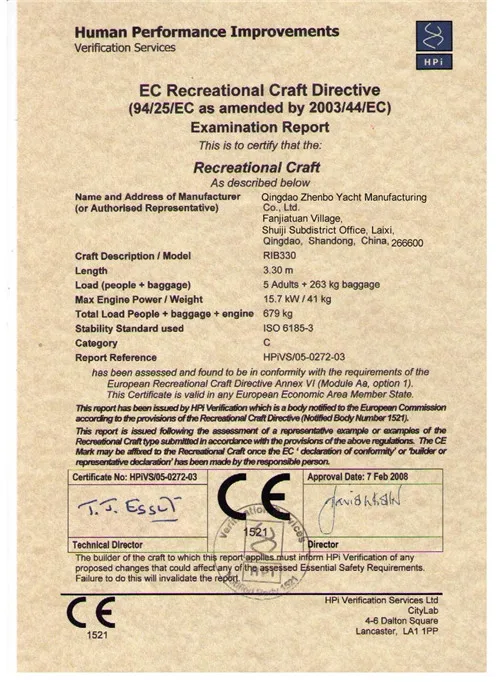 Human Performance Improvements
Verification Services
HPi
EC Recreational Craft Directive
(94/25/EC as amended by 2003/44/EC)
Examination Report
This is to certify that the:
Recreational Craft
As described below
Name and Address of Manufacturer Qingdao Zhenbo Yacht Manufacturing
(or Authorised Representative) Co., Ltd.
Fanjiatuan Village,
Shuiji Subdistrict Office, Laixi,
Qingdao, Shandong, China, 266600
Craft Description / Model RIB330
Length 3.30 m
Load (people + baggage) 5 Adults + 263 kg baggage
Max Engine Power / Weight 15.7 kW / 41 kg
Total Load People + baggage + engine 679 kg
Stability Standard used ISO 6185-3
Category C
Report Reference HPiVS/05-0272-03
has been assessed and found to be in conformity with the requirements of the
European Recreational Craft Directive Annex VI (Module Aa, option 1).
This Certificate is valid in any European Economic Area Member State.
This report has been issued by HPi Verification which is a body notified to the European Commission
according to the provisions of the Recreational Craft Directive (Notified Body Number 1521).
This report is issued following the assessment of a representative example or examples of the
Recreational Craft type submitted in accordance with the provisions of the above regulations. The CE
Mark may be affixed to the Recreational Craft once the EC ' declaration of conformity' or 'builder or
representative declaration' has been made by the responsible person.
Certificate No: HPiVS/05-0272-03 CE Approval Date: 7 Feb 2008
Verification Services
1521
HPi
Technical Director Director
The builder of the craft to which this report applies must inform HPi Verification of any
proposed changes that could affect any of the assessed Essential Safety Requirements.
Failure to do this will invalidate the report.
CE
1521
HPi Verification Services Ltd
CityLab
4-6 Dalton Square
Lancaster, LA1 1PP